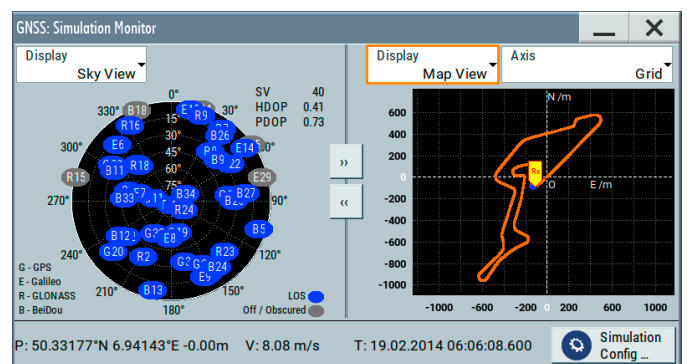 GNSS: Simulation Monitor
Display
Sky View
Display
Map View
Axis
Grid
SV 40
HDOP 0.41
PDOP 0.73
0°
330°
30°
300°
270°
90°
240°
120°
210°
150°
180°
15°
30°
45°
60°
75°
B18
R9
R16
B26
E6
E14
B9
22
B11
R18
R15
E29
B33
E7
B34
B27
R24
B5
B12
G20
R2
E8
19
R23
B24
E9
B13
G - GPS
E - Galileo
R - GLONASS
B - BeiDou
LOS
Off / Obscured
››
‹‹
N /m
E /m
O
Rx
600
400
200
0
-200
-400
-600
-800
-1000
-1000 -600 -200 0 200 600 1000
P: 50.33177°N 6.94143°E -0.00m V: 8.08 m/s T: 19.02.2014 06:06:08.600
Simulation
Config ...